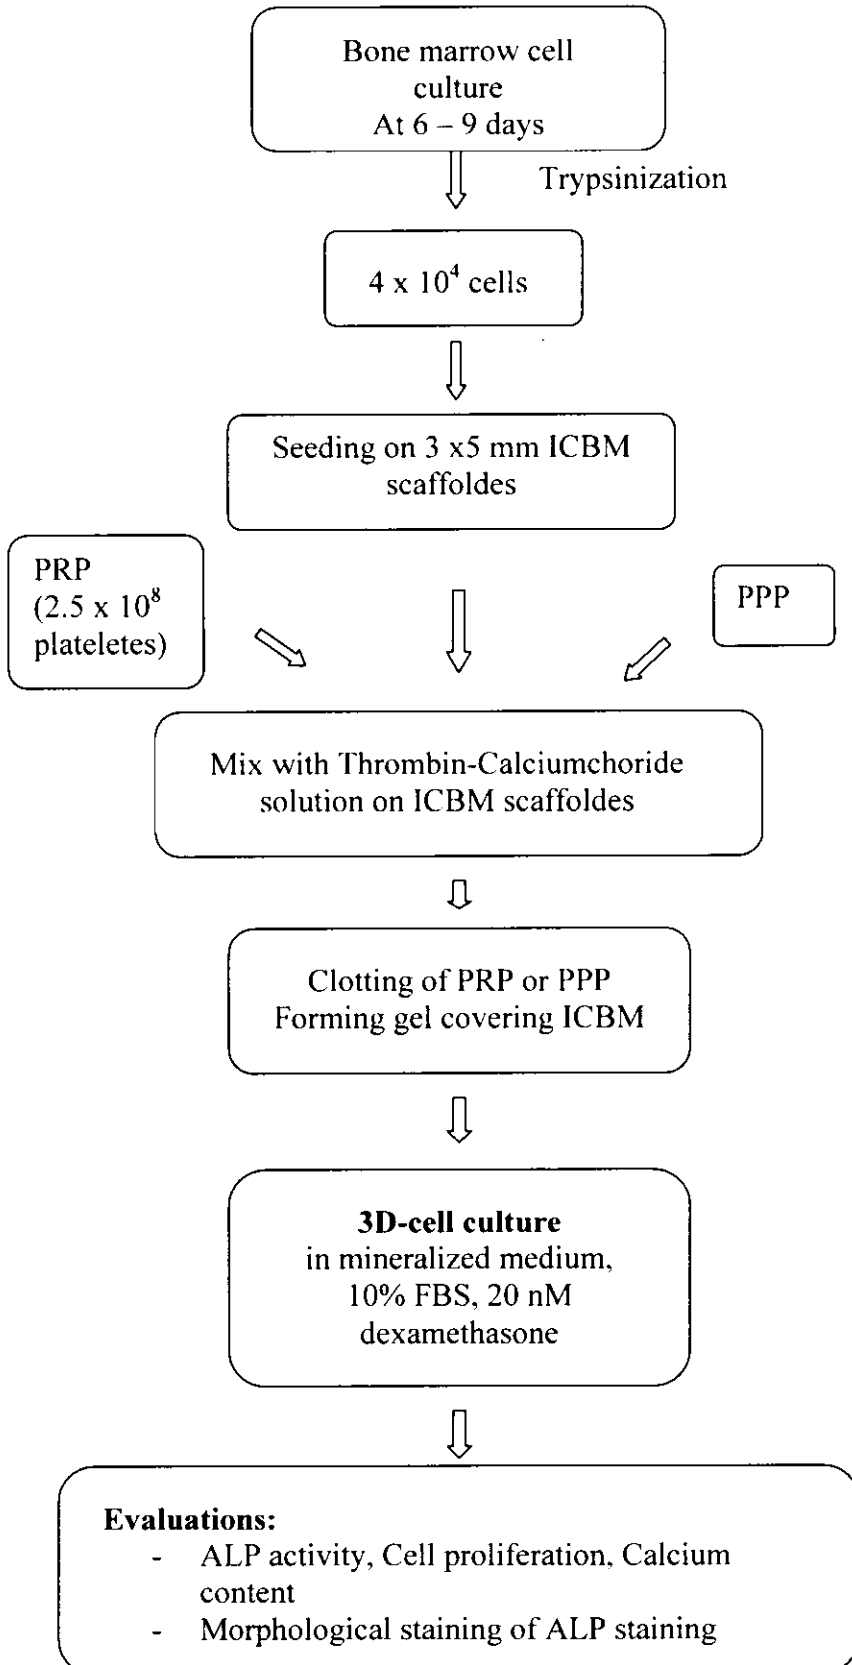 Bone marrow cell
culture
At 6 – 9 days
Trypsinization
4 x 10⁴ cells
Seeding on 3 x5 mm ICBM
scaffoldes
PRP
(2.5 x 10⁸
plateletes)
PPP
Mix with Thrombin-Calciumchoride
solution on ICBM scaffoldes
Clotting of PRP or PPP
Forming gel covering ICBM
3D-cell culture
in mineralized medium,
10% FBS, 20 nM
dexamethasone
Evaluations:
- ALP activity, Cell proliferation, Calcium
content
- Morphological staining of ALP staining